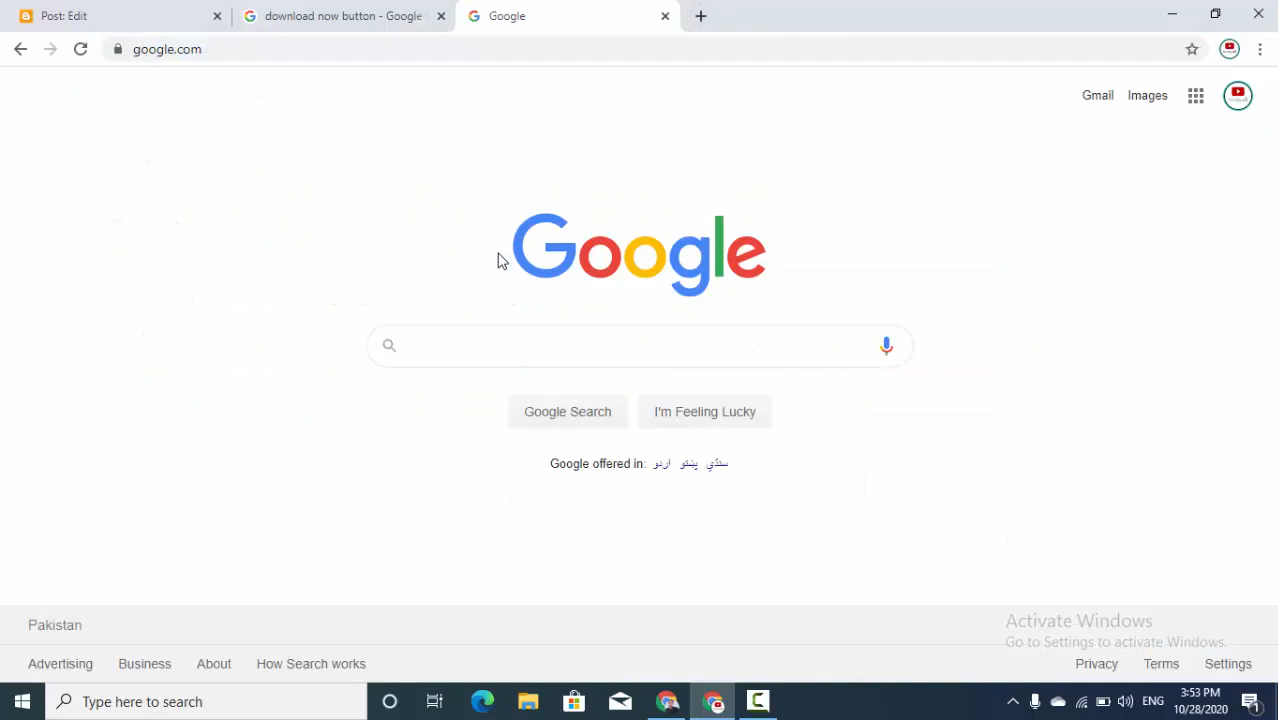 Post: Edit
download now button - Google
Google
google.com
Gmail Images
Google
Google Search I'm Feeling Lucky
Google offered in: اردو پښتو سنڌي
Pakistan
Activate Windows
Go to Settings to activate Windows.
Advertising Business About How Search works Privacy Terms Settings
Type here to search
ENG
3:53 PM
10/28/2020
1